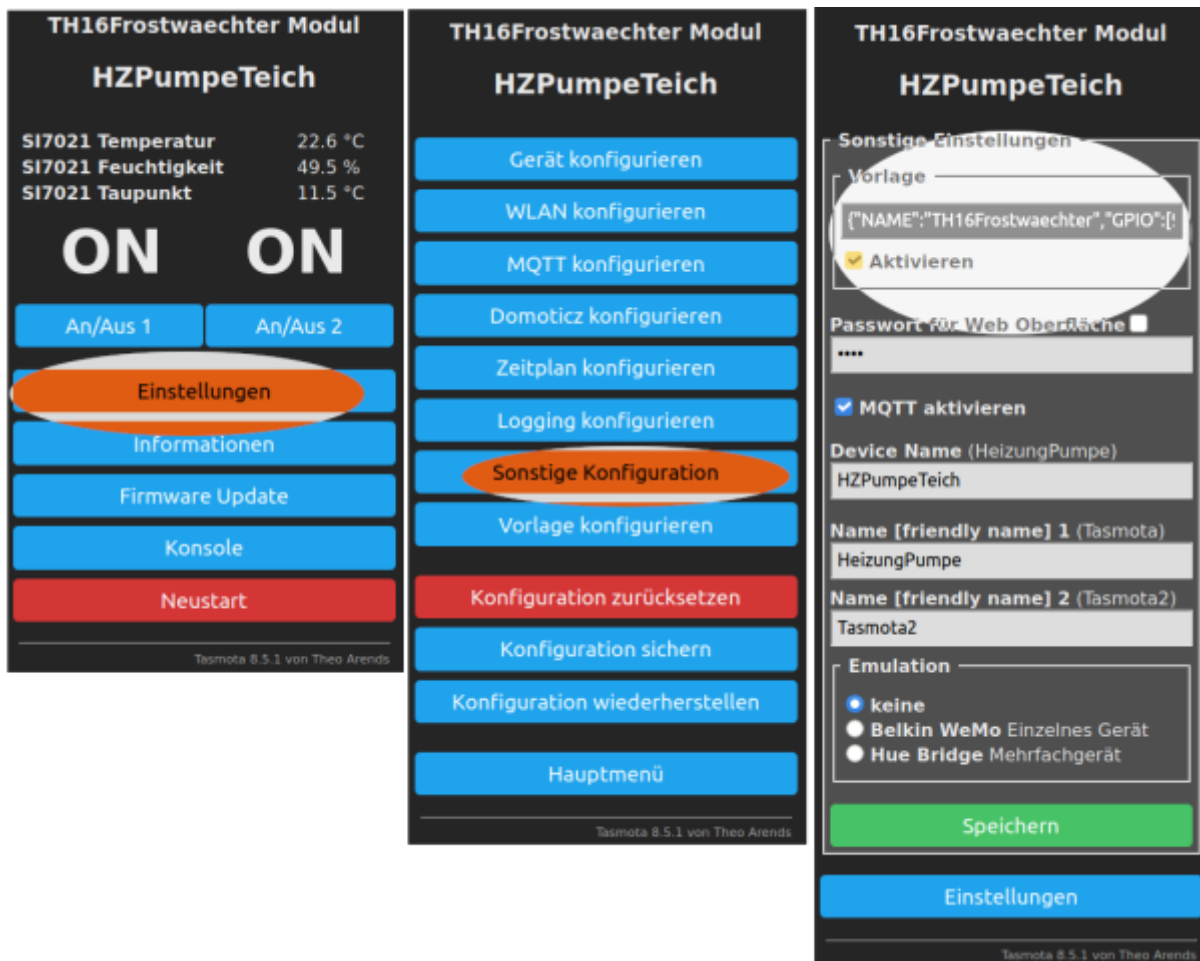 TH16Frostwaechter Modul
HZPumpeTeich
SI7021 Temperatur 22.6 °C
SI7021 Feuchtigkeit 49.5 %
SI7021 Taupunkt 11.5 °C
ON ON
An/Aus 1 An/Aus 2
Einstellungen
Informationen
Firmware Update
Konsole
Neustart
Tasmota 8.5.1 von Theo Arends
TH16Frostwaechter Modul
HZPumpeTeich
Gerät konfigurieren
WLAN konfigurieren
MQTT konfigurieren
Domoticz konfigurieren
Zeitplan konfigurieren
Logging konfigurieren
Sonstige Konfiguration
Vorlage konfigurieren
Konfiguration zurücksetzen
Konfiguration sichern
Konfiguration wiederherstellen
Hauptmenü
Tasmota 8.5.1 von Theo Arends
TH16Frostwaechter Modul
HZPumpeTeich
Sonstige Einstellungen
Vorlage
{"NAME":"TH16Frostwaechter","GPIO":[
Aktivieren
Passwort für Web Oberfläche
••••
MQTT aktivieren
Device Name (HeizungPumpe)
HZPumpeTeich
Name [friendly name] 1 (Tasmota)
HeizungPumpe
Name [friendly name] 2 (Tasmota2)
Tasmota2
Emulation
keine
Belkin WeMo Einzelnes Gerät
Hue Bridge Mehrfachgerät
Speichern
Einstellungen
Tasmota 8.5.1 von Theo Arends